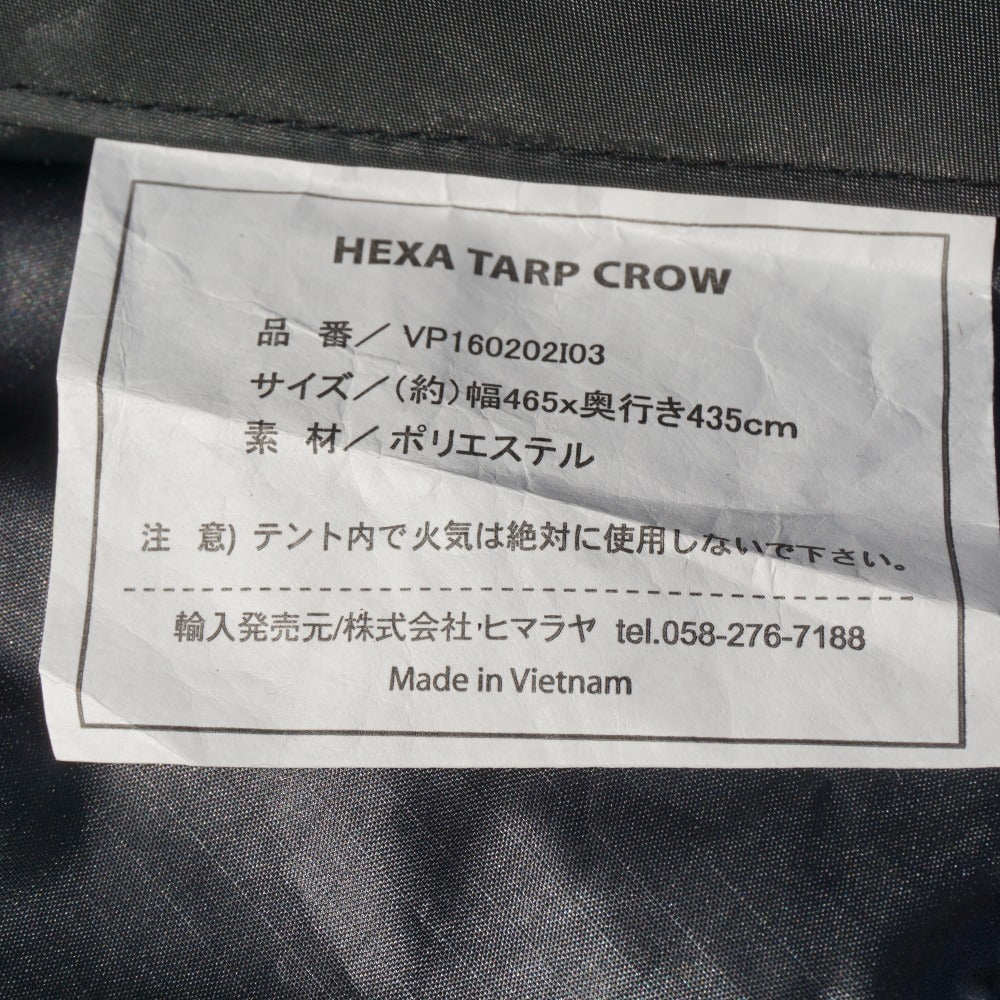 HEXA TARP CROW
品 番／ VP160202I03
サイズ／（約）幅465x奥行き435cm
素 材／ ポリエステル
注 意) テント内で火気は絶対に使用しないで下さい。
輸入発売元/株式会社・ヒマラヤ tel.058-276-7188
Made in Vietnam